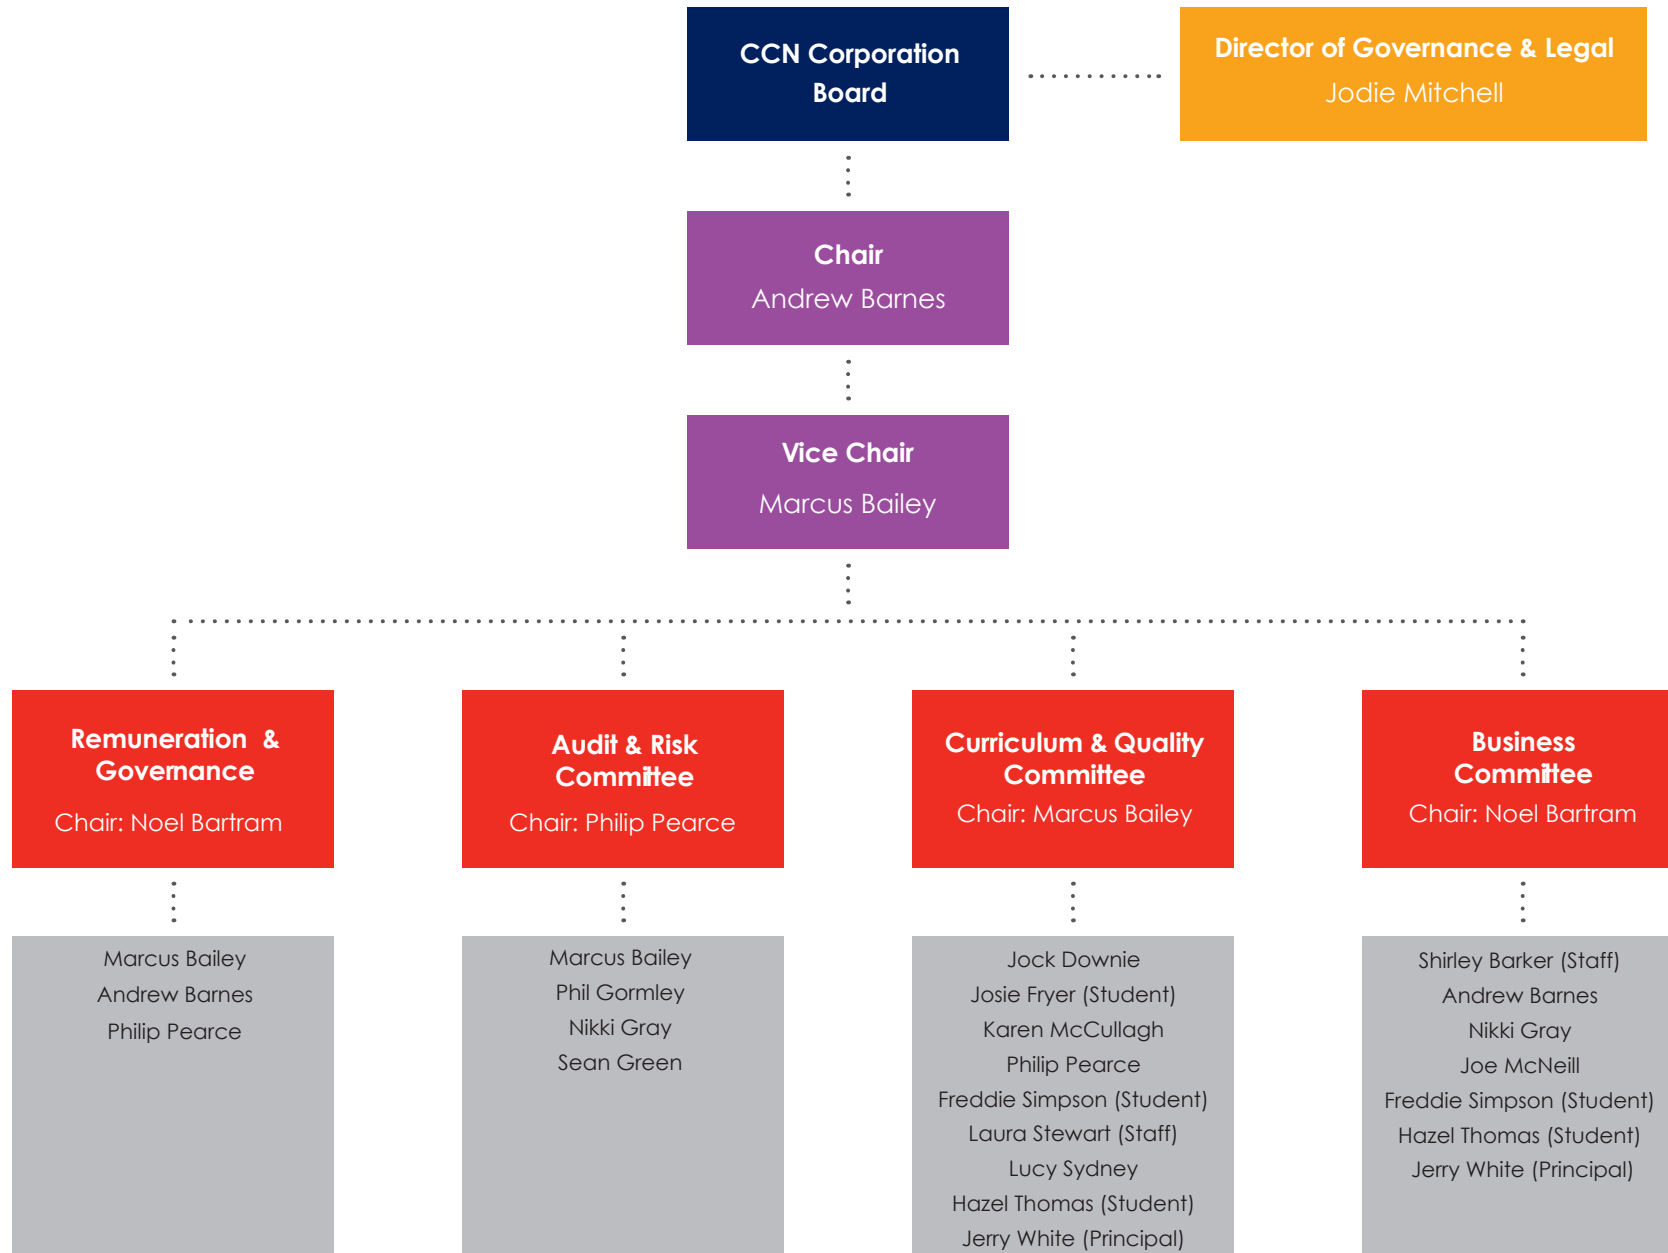 CCN Corporation
Board
Director of Governance & Legal
Jodie Mitchell
Chair
Andrew Barnes
Vice Chair
Marcus Bailey
Remuneration &
Governance
Chair: Noel Bartram
Audit & Risk
Committee
Chair: Philip Pearce
Curriculum & Quality
Committee
Chair: Marcus Bailey
Business
Committee
Chair: Noel Bartram
Marcus Bailey
Andrew Barnes
Philip Pearce
Marcus Bailey
Phil Gormley
Nikki Gray
Sean Green
Jock Downie
Josie Fryer (Student)
Karen McCullagh
Philip Pearce
Freddie Simpson (Student)
Laura Stewart (Staff)
Lucy Sydney
Hazel Thomas (Student)
Jerry White (Principal)
Shirley Barker (Staff)
Andrew Barnes
Nikki Gray
Joe McNeill
Freddie Simpson (Student)
Hazel Thomas (Student)
Jerry White (Principal)